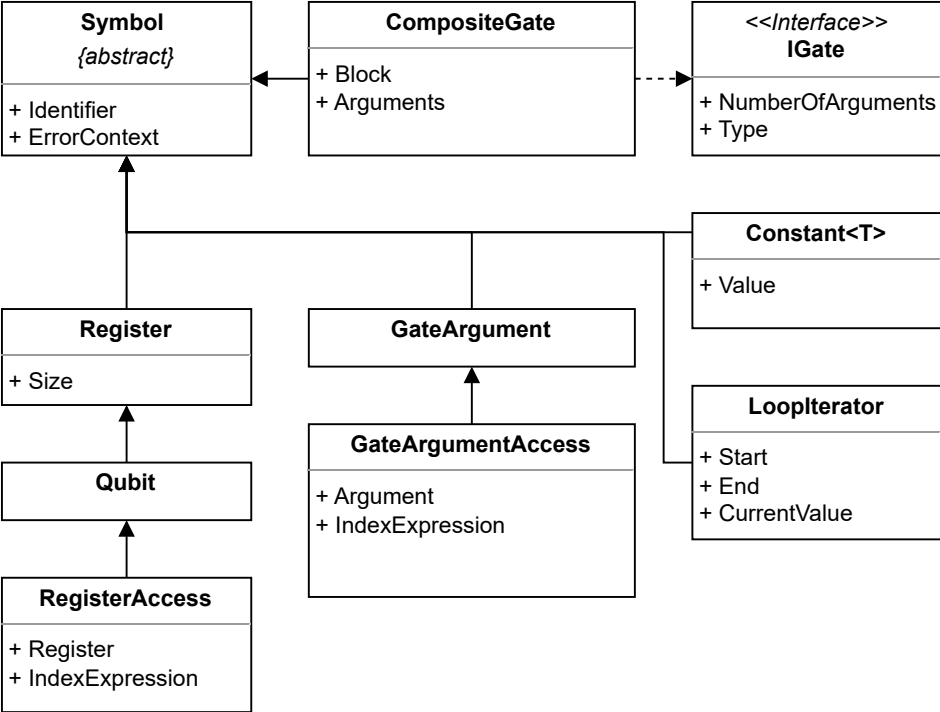 Symbol
{abstract}
+ Identifier
+ ErrorContext
CompositeGate
+ Block
+ Arguments
<<Interface>>
IGate
+ NumberOfArguments
+ Type
Constant<T>
+ Value
Register
+ Size
GateArgument
LoopIterator
+ Start
+ End
+ CurrentValue
GateArgumentAccess
+ Argument
+ IndexExpression
Qubit
RegisterAccess
+ Register
+ IndexExpression